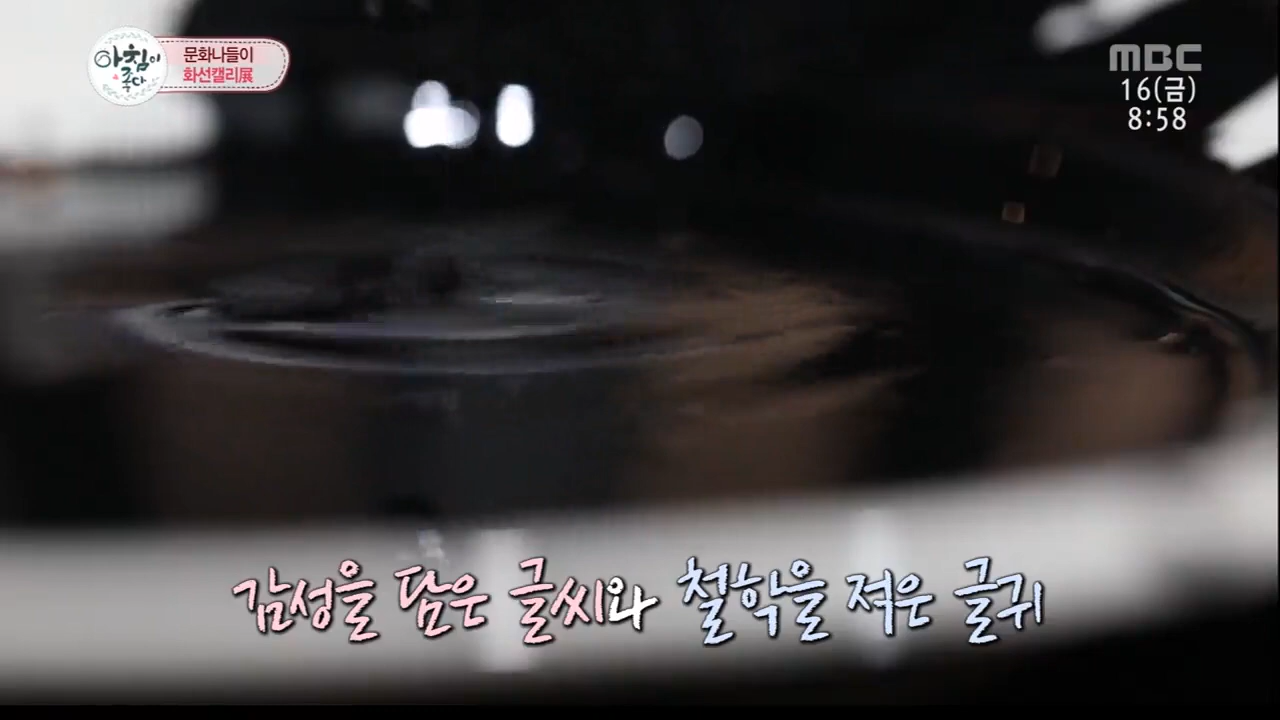 아침이
좋다
문화나들이
화선캘리展
MBC
16(금)
8:58
감성을 담은 글씨와 철학을 적은 글귀